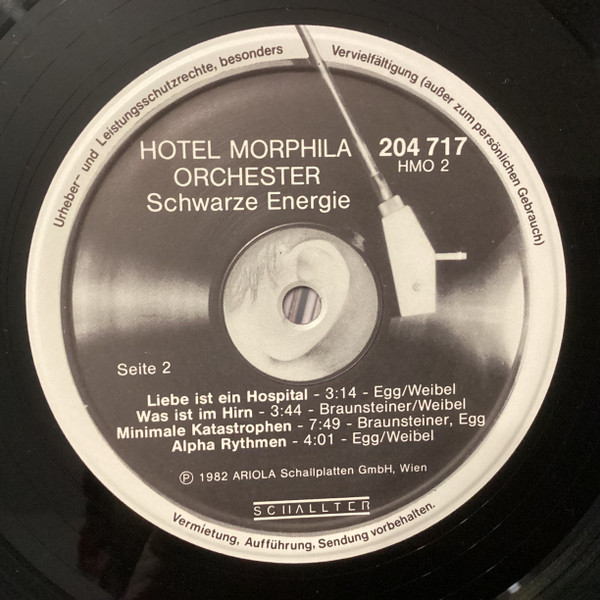 Urheber- und Leistungsschutzrechte, besonders Vervielfältigung (außer zum persönlichen Gebrauch)
HOTEL MORPHILA
ORCHESTER
Schwarze Energie
204 717
HMO 2
Seite 2
Liebe ist ein Hospital - 3:14 - Egg/Weibel
Was ist im Hirn - 3:44 - Braunsteiner/Weibel
Minimale Katastrophen - 7:49 - Braunsteiner, Egg
Alpha Rythmen - 4:01 - Egg/Weibel
Ⓟ 1982 ARIOLA Schallplatten GmbH, Wien
SCHALLTER
Vermietung, Aufführung, Sendung vorbehalten.